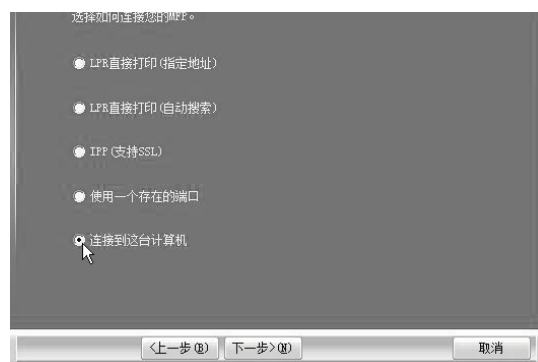 选择如何连接您的MFP。
LPR直接打印(指定地址)
LPR直接打印(自动搜索)
IPP(支持SSL)
使用一个存在的端口
连接到这台计算机
<上一步(B)
下一步>(N)
取消